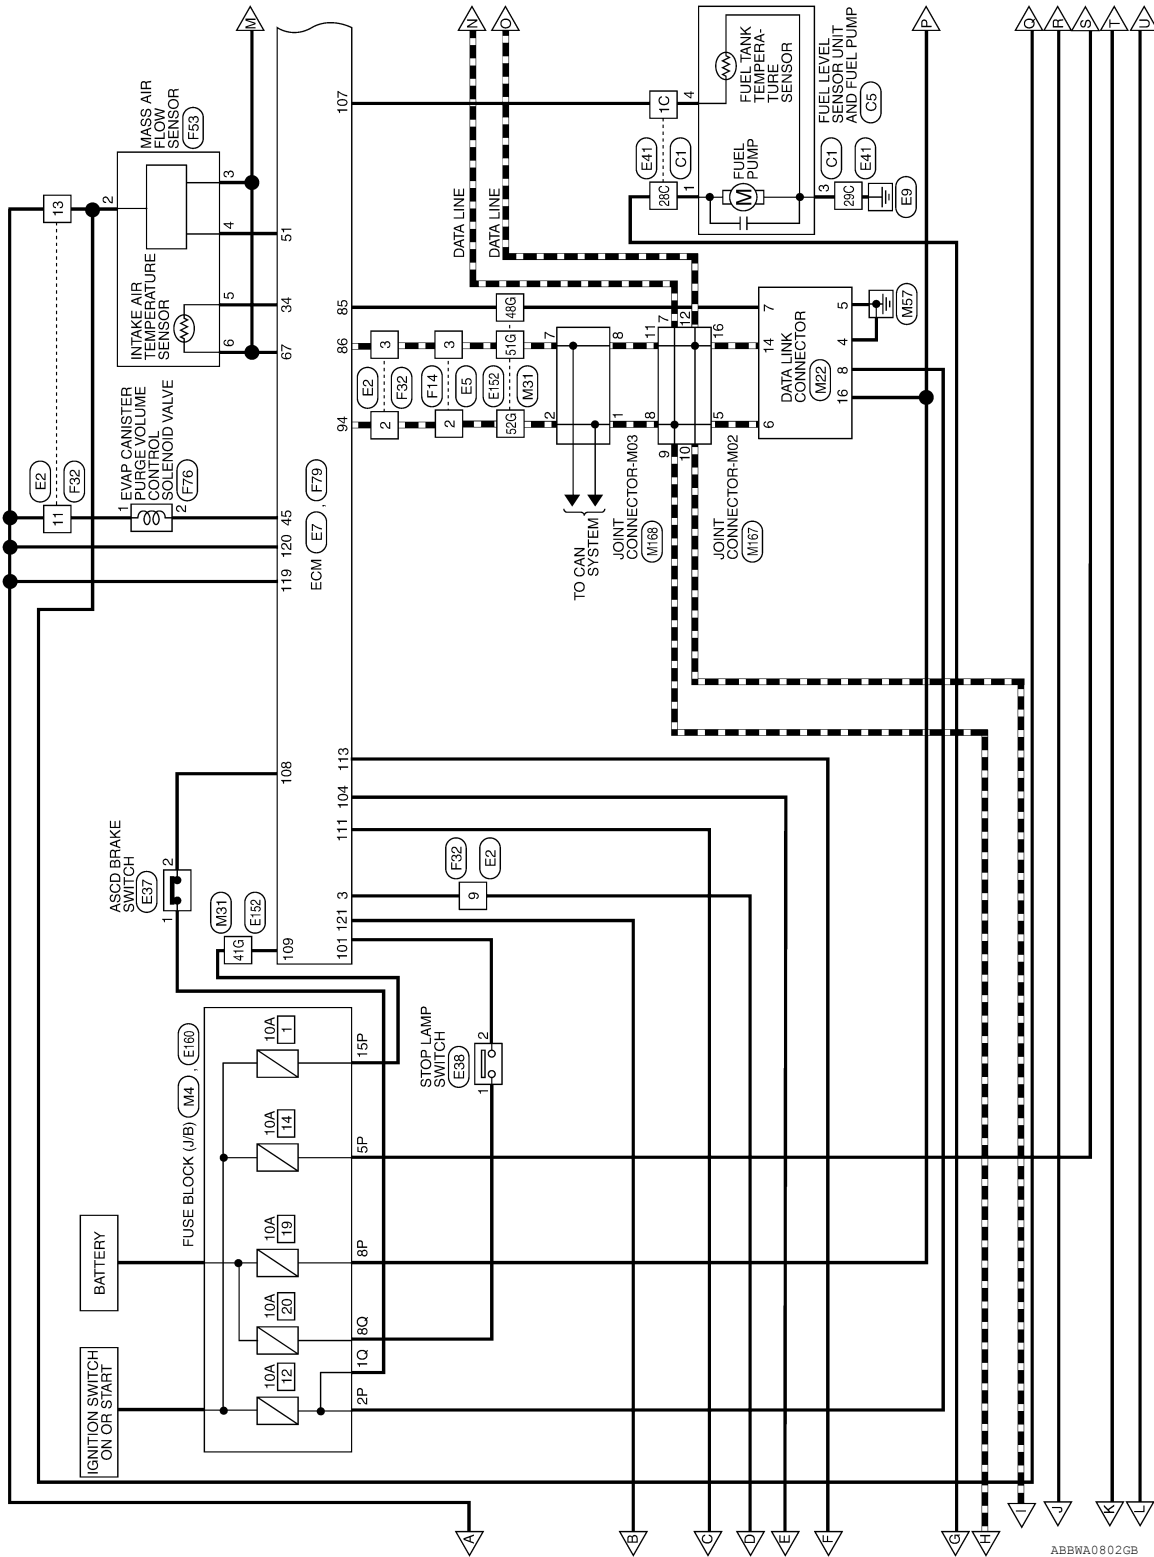 IGNITION SWITCH
ON OR START
BATTERY
FUSE BLOCK (J/B)
M4
,
E160
10A
12
10A
20
10A
19
10A
14
10A
1
2P
1Q
8Q
8P
5P
15P
ASCD BRAKE
SWITCH
E37
1
2
M31
E152
41G
STOP LAMP
SWITCH
E38
1
2
109
108
119
120
45
67
34
51
ECM
E7
,
F79
101
121
3
111
104
113
94
86
85
107
F32
E2
9
E2
F32
11
13
EVAP CANISTER
PURGE VOLUME
CONTROL
SOLENOID VALVE
F76
1
2
INTAKE AIR
TEMPERATURE
SENSOR
MASS AIR
FLOW
SENSOR
F53
6
5
4
3
2
E2
F32
2
3
F14
E5
2
3
E152
M31
52G
51G
48G
TO CAN
SYSTEM
JOINT
CONNECTOR-M03
M168
2
7
1
8
JOINT
CONNECTOR-M02
M167
9
10
8
11
7
12
5
16
DATA LINE
DATA LINE
DATA LINK
CONNECTOR
M22
6
14
7
16
8
4
5
M57
E41
C1
28C
1C
1
4
FUEL
PUMP
M
FUEL TANK
TEMPERA-
TURE
SENSOR
FUEL LEVEL
SENSOR UNIT
AND FUEL PUMP
C5
3
C1
E41
29C
E9
A
B
C
D
E
F
G
H
I
J
K
L
M
N
O
P
Q
R
S
T
U
ABBWA0802GB